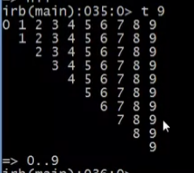 irb(main):035:0> t 9
0 1 2 3 4 5 6 7 8 9
1 2 3 4 5 6 7 8 9
2 3 4 5 6 7 8 9
3 4 5 6 7 8 9
4 5 6 7 8 9
5 6 7 8 9
6 7 8 9
7 8 9
8 9
9
=> 0..9
irb(main):036:0>